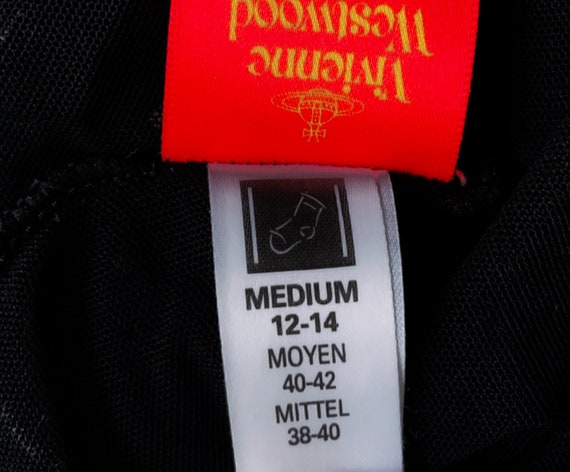 Vivienne
Westwood
MEDIUM
12-14
MOYEN
40-42
MITTEL
38-40